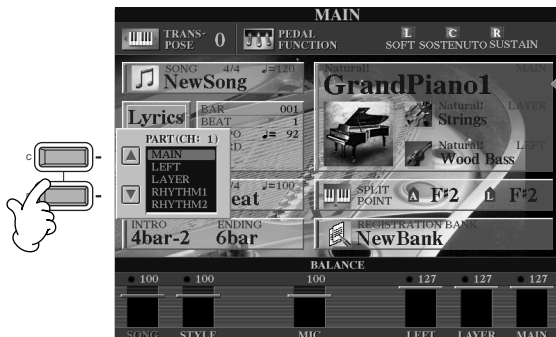 MAIN
TRANS-
POSE 0
PEDAL
FUNCTION
L C R
SOFT SOSTENUTO SUSTAIN
SONG 4/4 ♩=120
NewSong
GrandPiano1
MAIN
Lyrics
BAR 001
BEAT 1
♩= 92
Natural!
Strings
LAYER
Natural!
Wood Bass
LEFT
C
PART(CH: 1)
MAIN
LEFT
LAYER
RHYTHM1
RHYTHM2
/4 ♩=100
eat
SPLIT
POINT
A F♯2 L F♯2
INTRO ENDING
4bar-2 6bar
REGISTRATION BANK
NewBank
BALANCE
100 100 100 127 127 127
SONG STYLE MIC LEFT LAYER MAIN